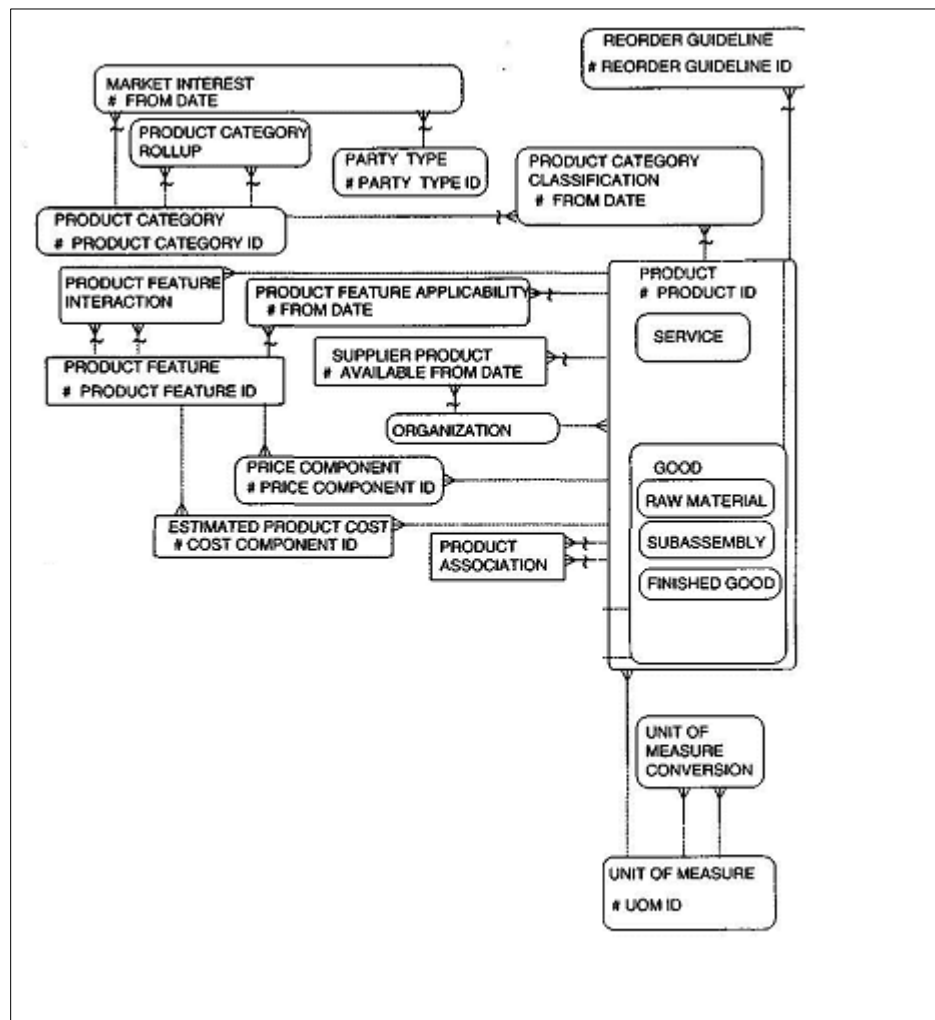 REORDER GUIDELINE
# REORDER GUIDELINE ID
MARKET INTEREST
# FROM DATE
PRODUCT CATEGORY
ROLLUP
PARTY TYPE
# PARTY TYPE ID
PRODUCT CATEGORY
CLASSIFICATION
# FROM DATE
PRODUCT CATEGORY
# PRODUCT CATEGORY ID
PRODUCT FEATURE
INTERACTION
PRODUCT FEATURE APPLICABILITY
# FROM DATE
PRODUCT
# PRODUCT ID
SERVICE
SUPPLIER PRODUCT
# AVAILABLE FROM DATE
PRODUCT FEATURE
# PRODUCT FEATURE ID
ORGANIZATION
PRICE COMPONENT
# PRICE COMPONENT ID
GOOD
RAW MATERIAL
SUBASSEMBLY
FINISHED GOOD
ESTIMATED PRODUCT COST
# COST COMPONENT ID
PRODUCT
ASSOCIATION
UNIT OF
MEASURE
CONVERSION
UNIT OF MEASURE
# UOM ID